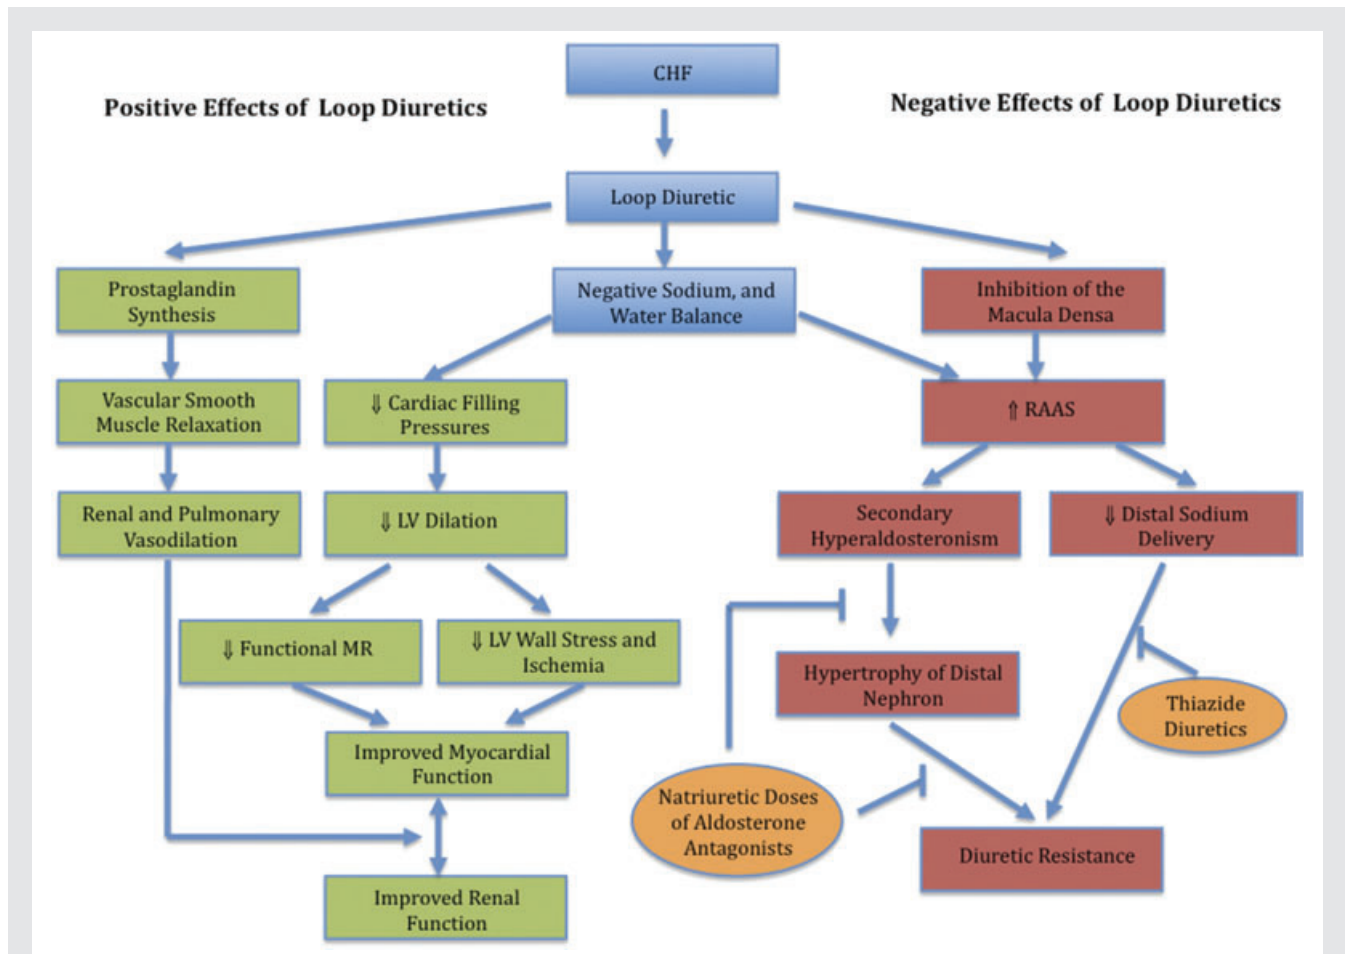 CHF
Positive Effects of Loop Diuretics
Negative Effects of Loop Diuretics
Loop Diuretic
Prostaglandin
Synthesis
Negative Sodium, and
Water Balance
Inhibition of the
Macula Densa
Vascular Smooth
Muscle Relaxation
⇓ Cardiac Filling
Pressures
⇑ RAAS
Renal and Pulmonary
Vasodilation
⇓ LV Dilation
Secondary
Hyperaldosteronism
⇓ Distal Sodium
Delivery
⇓ Functional MR
⇓ LV Wall Stress and
Ischemia
Hypertrophy of Distal
Nephron
Thiazide
Diuretics
Improved Myocardial
Function
Natriuretic Doses
of Aldosterone
Antagonists
Diuretic Resistance
Improved Renal
Function